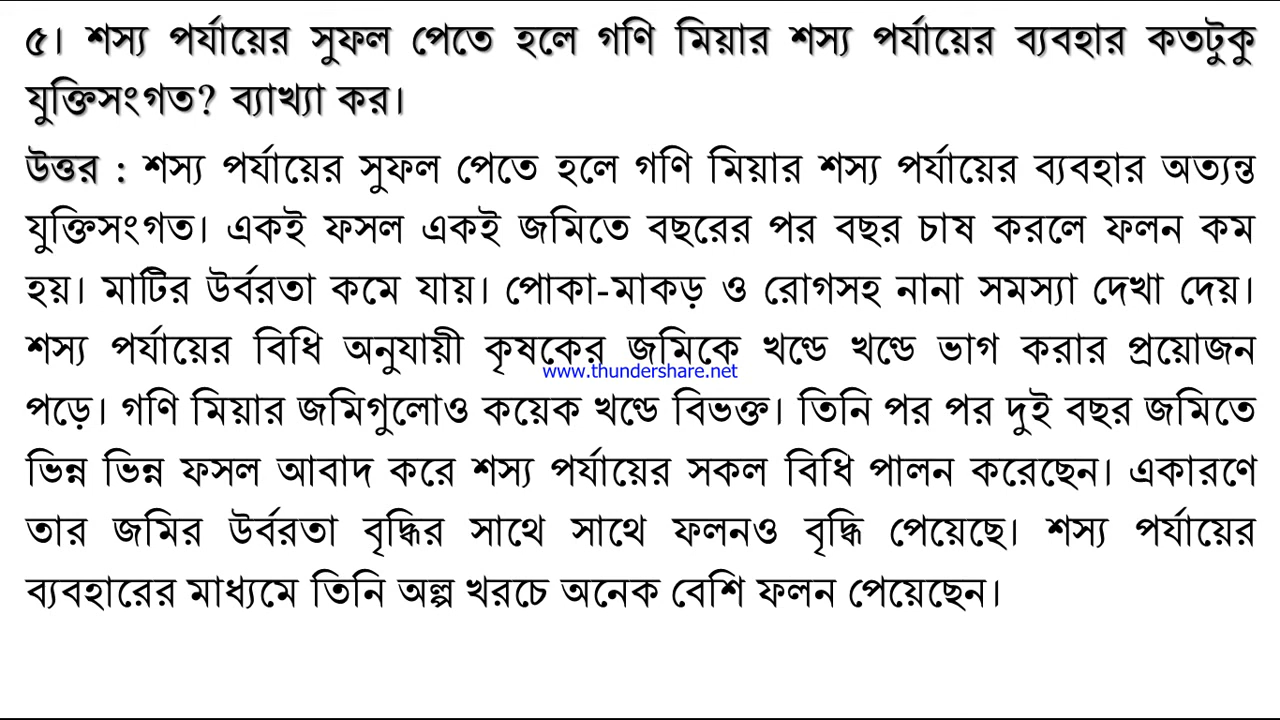 ৫। শস্য পর্যায়ের সুফল পেতে হলে গণি মিয়ার শস্য পর্যায়ের ব্যবহার কতটুকু
যুক্তিসংগত? ব্যাখ্যা কর।
উত্তর : শস্য পর্যায়ের সুফল পেতে হলে গণি মিয়ার শস্য পর্যায়ের ব্যবহার অত্যন্ত
যুক্তিসংগত। একই ফসল একই জমিতে বছরের পর বছর চাষ করলে ফলন কম
হয়। মাটির উর্বরতা কমে যায়। পোকা-মাকড় ও রোগসহ নানা সমস্যা দেখা দেয়।
শস্য পর্যায়ের বিধি অনুযায়ী কৃষকের জমিকে খণ্ডে খণ্ডে ভাগ করার প্রয়োজন
www.thundershare.net
পড়ে। গণি মিয়ার জমিগুলোও কয়েক খণ্ডে বিভক্ত। তিনি পর পর দুই বছর জমিতে
ভিন্ন ভিন্ন ফসল আবাদ করে শস্য পর্যায়ের সকল বিধি পালন করেছেন। একারণে
তার জমির উর্বরতা বৃদ্ধির সাথে সাথে ফলনও বৃদ্ধি পেয়েছে। শস্য পর্যায়ের
ব্যবহারের মাধ্যমে তিনি অল্প খরচে অনেক বেশি ফলন পেয়েছেন।